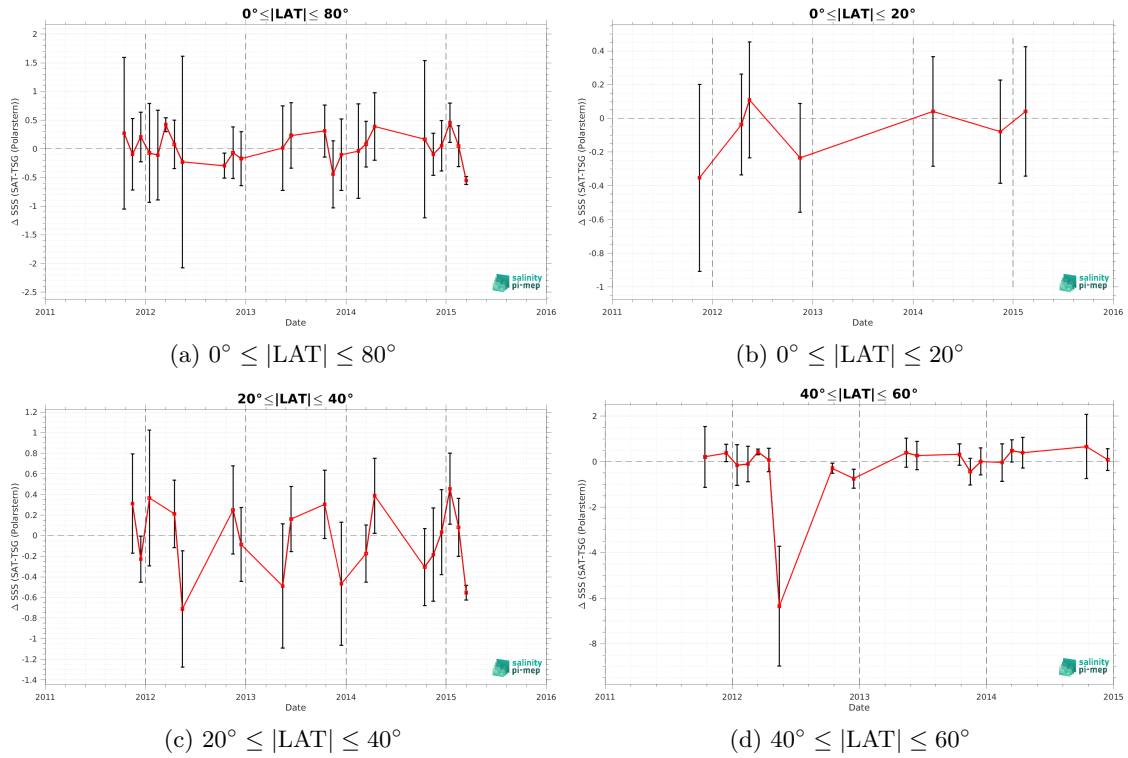 0°≤|LAT|≤ 80°
2
1.5
1
0.5
0
-0.5
-1
-1.5
-2
-2.5
Δ SSS (SAT-TSG (Polarstern))
2011
2012
2013
2014
2015
2016
Date
salinity
pi-mep
(a) 0° ≤ |LAT| ≤ 80°
0°≤|LAT|≤ 20°
0.4
0.2
0
-0.2
-0.4
-0.6
-0.8
-1
Δ SSS (SAT-TSG (Polarstern))
2011
2012
2013
2014
2015
2016
Date
salinity
pi-mep
(b) 0° ≤ |LAT| ≤ 20°
20°≤|LAT|≤ 40°
1.2
1
0.8
0.6
0.4
0.2
0
-0.2
-0.4
-0.6
-0.8
-1
-1.2
-1.4
Δ SSS (SAT-TSG (Polarstern))
2011
2012
2013
2014
2015
2016
Date
salinity
pi-mep
(c) 20° ≤ |LAT| ≤ 40°
40°≤|LAT|≤ 60°
2
0
-2
-4
-6
-8
Δ SSS (SAT-TSG (Polarstern))
2011
2012
2013
2014
2015
Date
salinity
pi-mep
(d) 40° ≤ |LAT| ≤ 60°